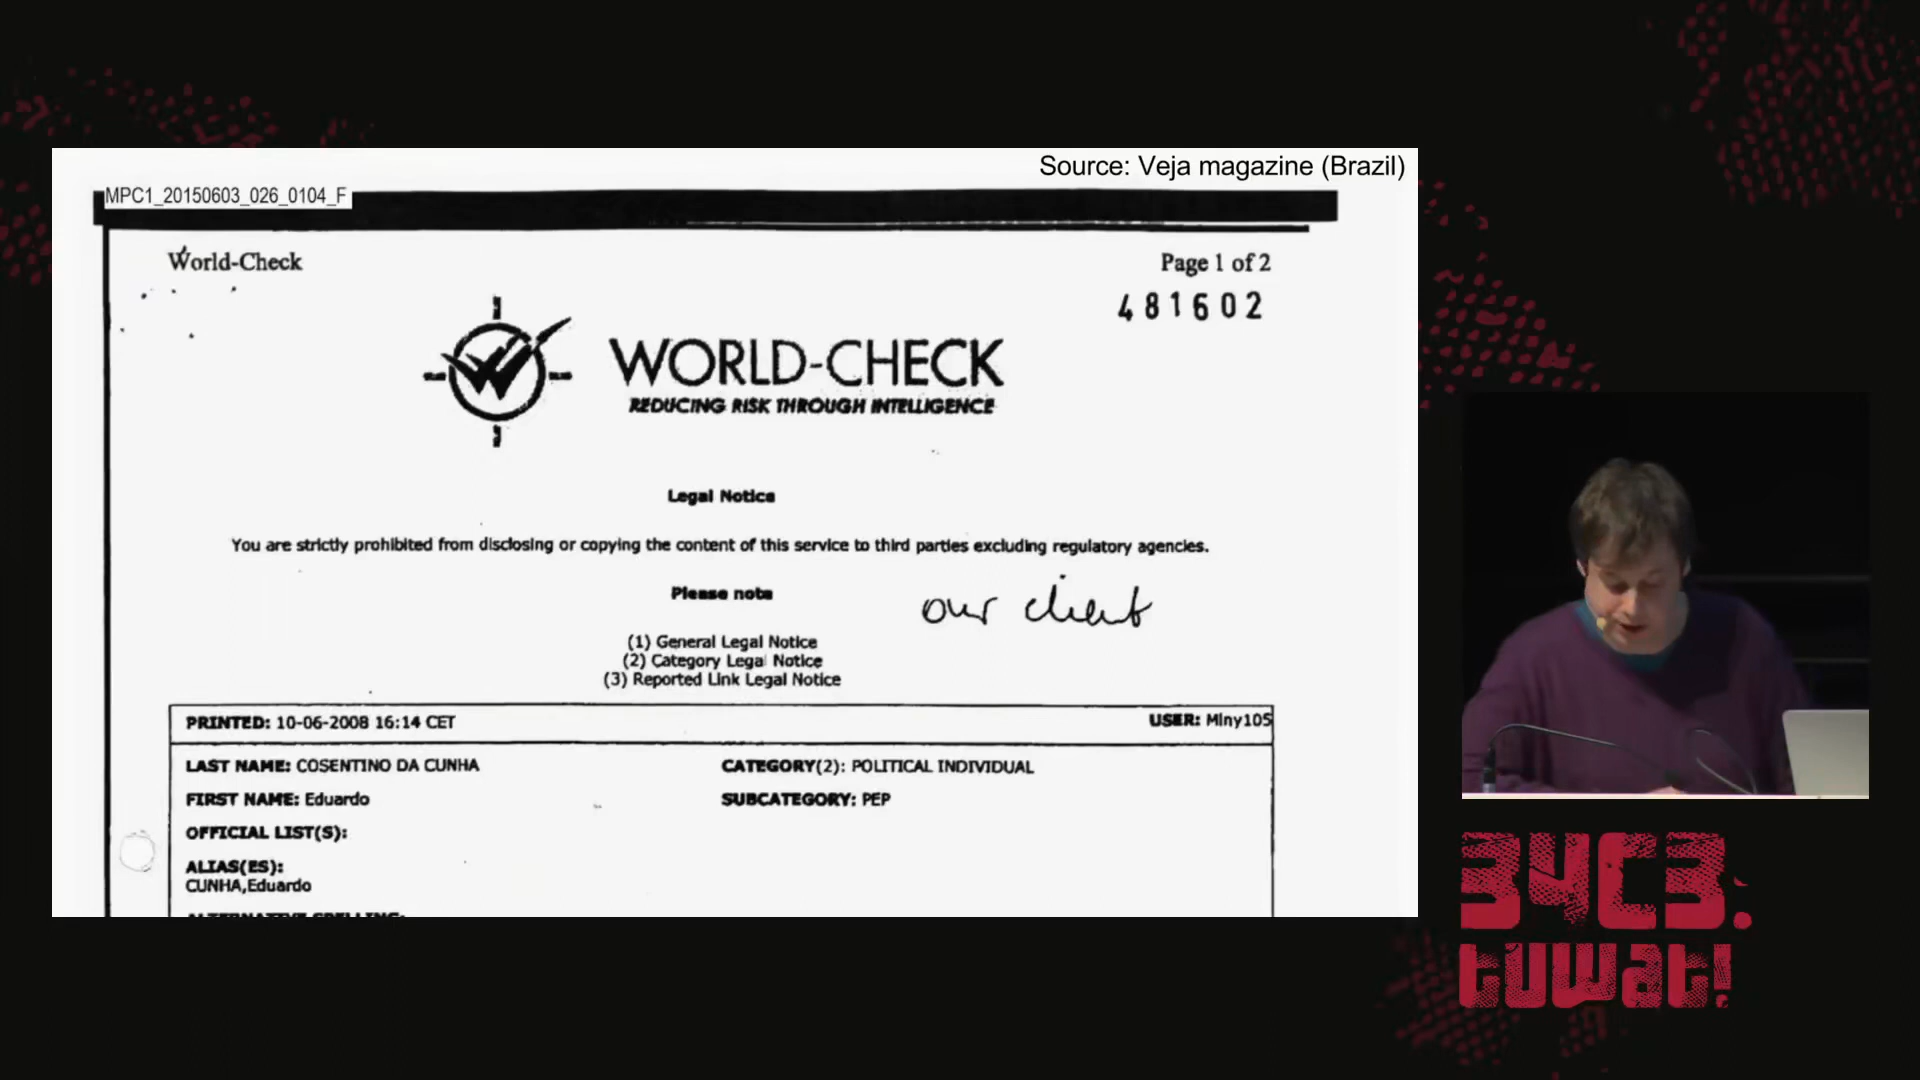 Source: Veja magazine (Brazil)
MPC1_20150603_026_0104_F
World-Check
Page 1 of 2
481602
WORLD-CHECK
REDUCING RISK THROUGH INTELLIGENCE
Legal Notice
You are strictly prohibited from disclosing or copying the content of this service to third parties excluding regulatory agencies.
Please note
our client
(1) General Legal Notice
(2) Category Legal Notice
(3) Reported Link Legal Notice
PRINTED: 10-06-2008 16:14 CET
USER: Miny105
LAST NAME: COSENTINO DA CUNHA
CATEGORY(2): POLITICAL INDIVIDUAL
FIRST NAME: Eduardo
SUBCATEGORY: PEP
OFFICIAL LIST(S):
ALIAS(ES):
CUNHA,Eduardo
ALTERNATIVE SPELLING:
34C3.
tuwat!